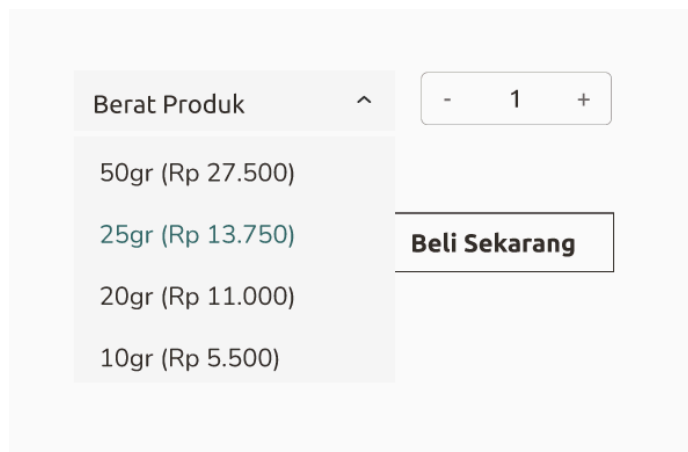 Berat Produk
- 1 +
50gr (Rp 27.500)
25gr (Rp 13.750)
Beli Sekarang
20gr (Rp 11.000)
10gr (Rp 5.500)